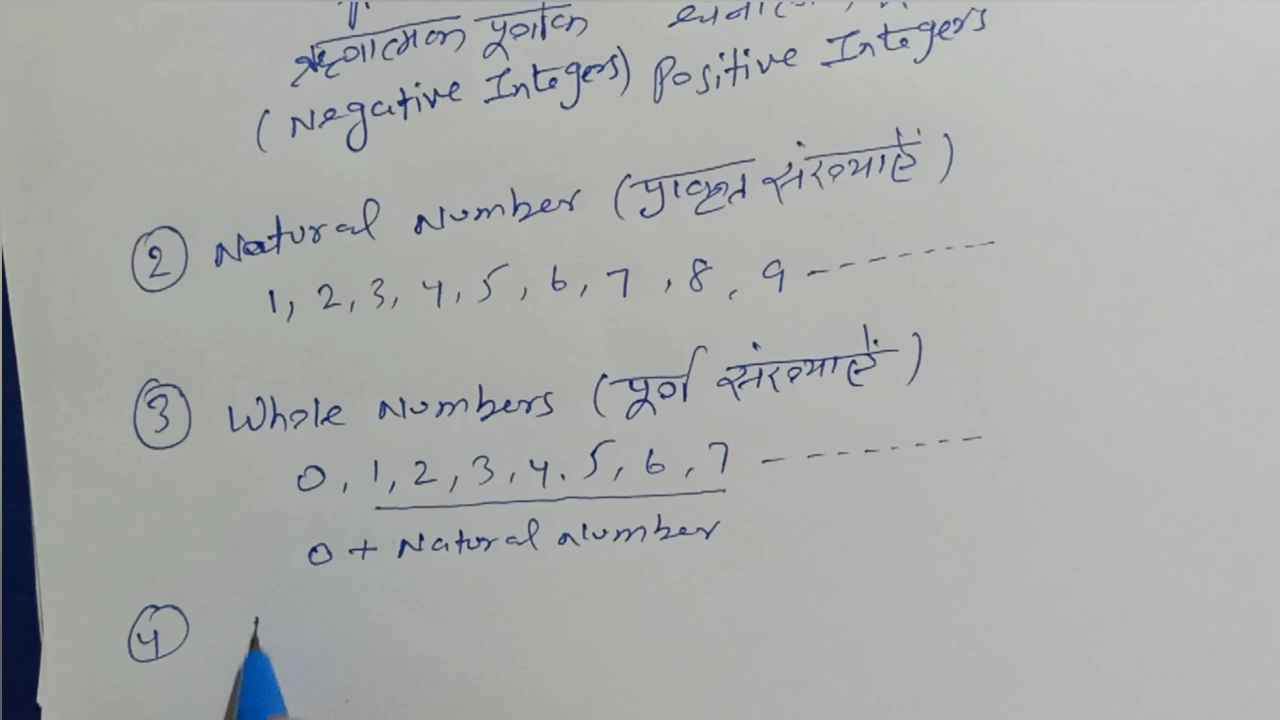 ऋणात्मक पूर्णांक
(Negative Integers) Positive Integers
② Natural Number (प्राकृत संख्याएँ)
1, 2, 3, 4, 5, 6, 7, 8, 9 --------
③ Whole Numbers (पूर्ण संख्याएँ)
0, 1, 2, 3, 4, 5, 6, 7 --------
0 + Natural Number
④